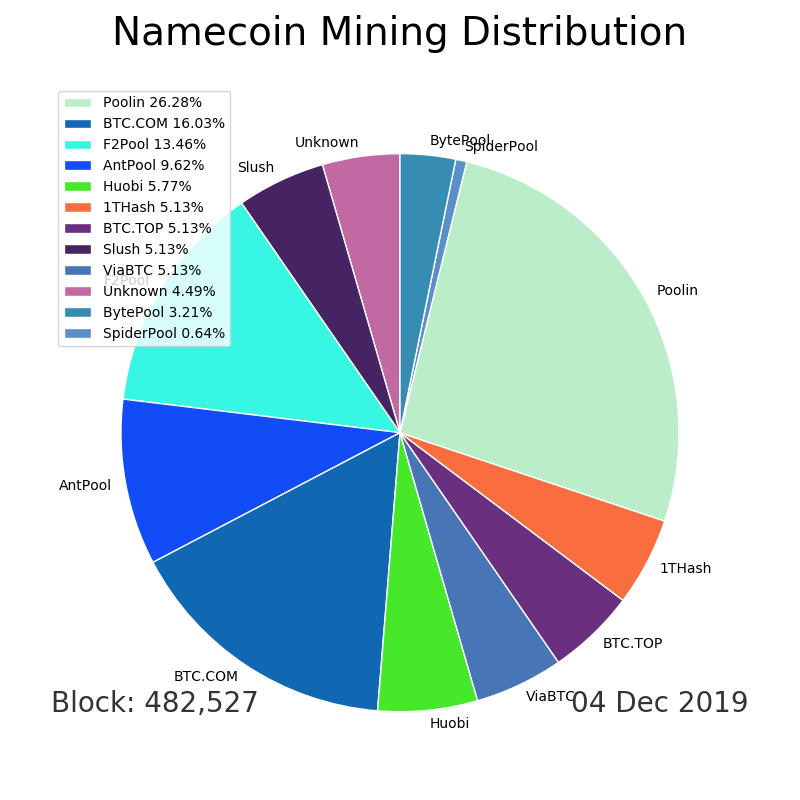 Namecoin Mining Distribution
Poolin 26.28%
BTC.COM 16.03%
F2Pool 13.46%
AntPool 9.62%
Huobi 5.77%
1THash 5.13%
BTC.TOP 5.13%
Slush 5.13%
ViaBTC 5.13%
Unknown 4.49%
BytePool 3.21%
SpiderPool 0.64%
Unknown
BytePool
SpiderPool
Slush
F2Pool
Poolin
AntPool
1THash
BTC.TOP
BTC.COM
ViaBTC
Huobi
Block: 482,527
04 Dec 2019